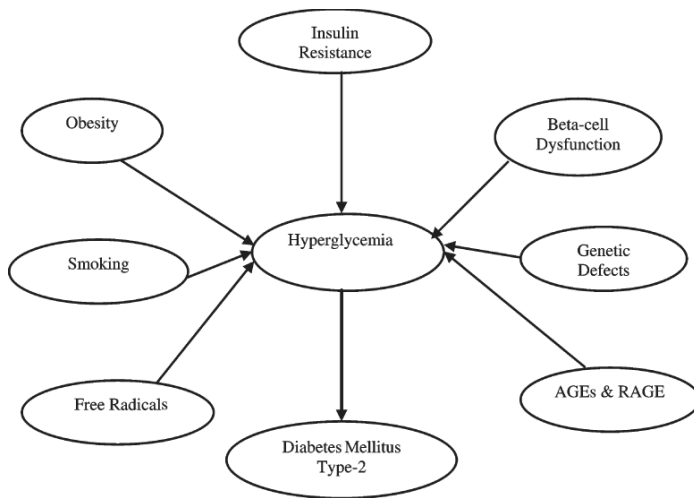 Insulin
Resistance
Obesity
Beta-cell
Dysfunction
Hyperglycemia
Smoking
Genetic
Defects
Free Radicals
AGEs & RAGE
Diabetes Mellitus
Type-2